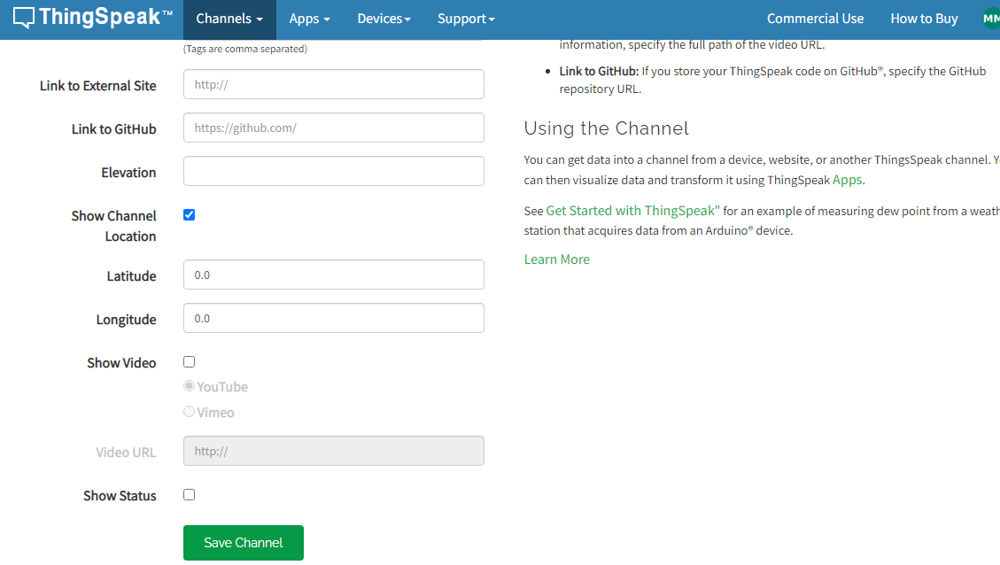 ThingSpeak™ Channels Apps Devices Support Commercial Use How to Buy MM
(Tags are comma separated)
Link to External Site
http://
Link to GitHub
https://github.com/
Elevation
Show Channel
Location
Latitude
0.0
Longitude
0.0
Show Video
YouTube
Vimeo
Video URL
http://
Show Status
Save Channel
information, specify the full path of the video URL.
• Link to GitHub: If you store your ThingSpeak code on GitHub®, specify the GitHub
repository URL.
Using the Channel
You can get data into a channel from a device, website, or another ThingsSpeak channel.
can then visualize data and transform it using ThingSpeak Apps.
See Get Started with ThingSpeak" for an example of measuring dew point from a weath
station that acquires data from an Arduino® device.
Learn More